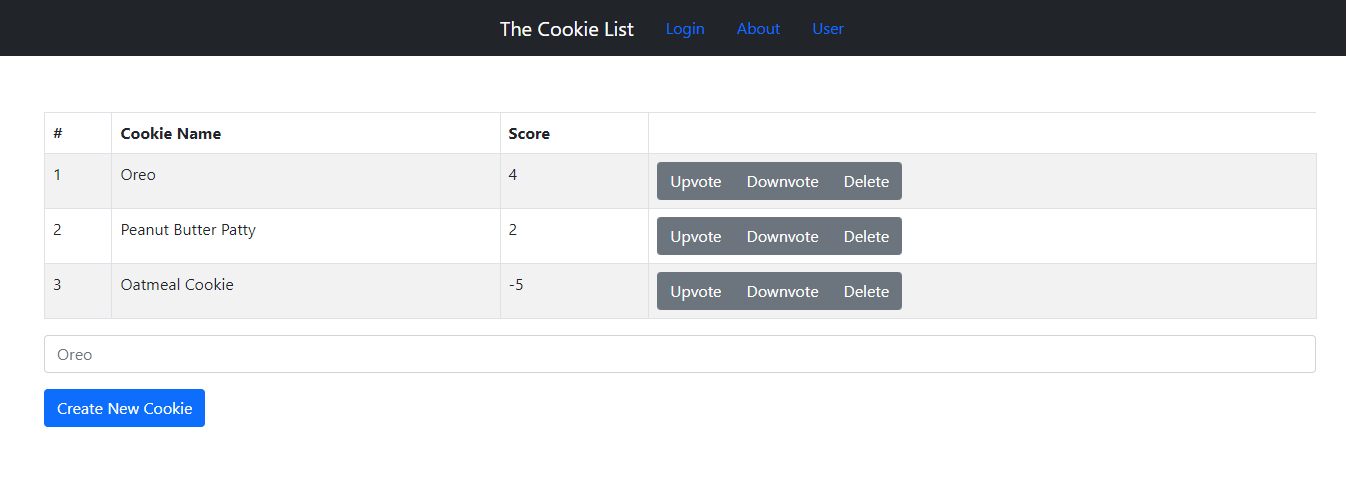 The Cookie List Login About User
# Cookie Name Score
1 Oreo 4 Upvote Downvote Delete
2 Peanut Butter Patty 2 Upvote Downvote Delete
3 Oatmeal Cookie -5 Upvote Downvote Delete
Oreo
Create New Cookie